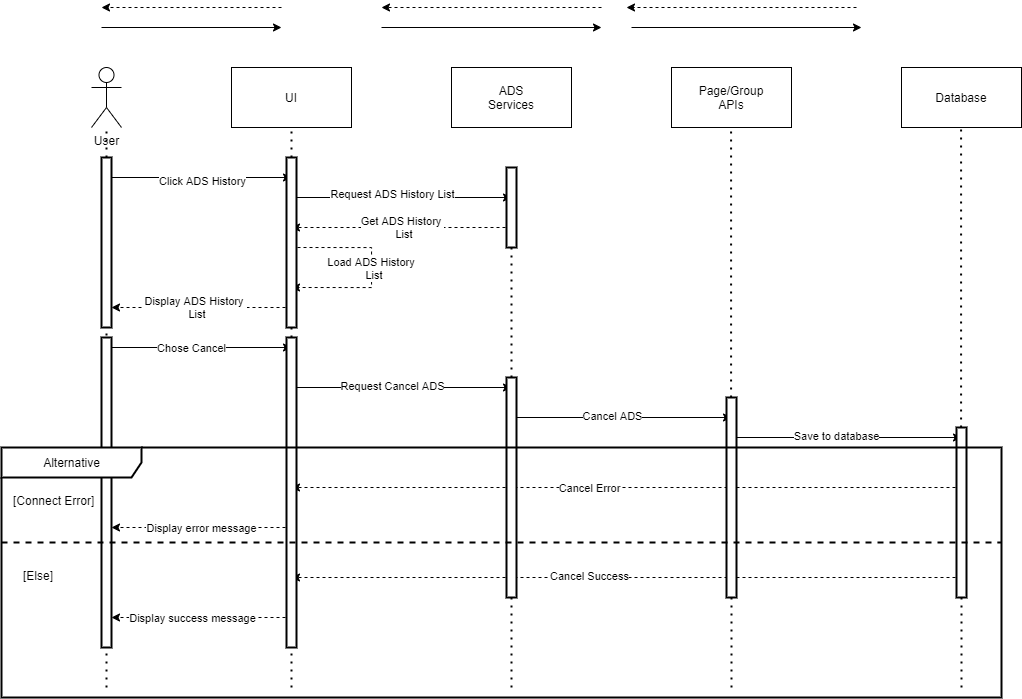 User
UI
ADS
Services
Page/Group
APIs
Database
Click ADS History
Request ADS History List
Get ADS History
List
Load ADS History
List
Display ADS History
List
Chose Cancel
Request Cancel ADS
Cancel ADS
Save to database
Alternative
[Connect Error]
Cancel Error
Display error message
[Else]
Cancel Success
Display success message